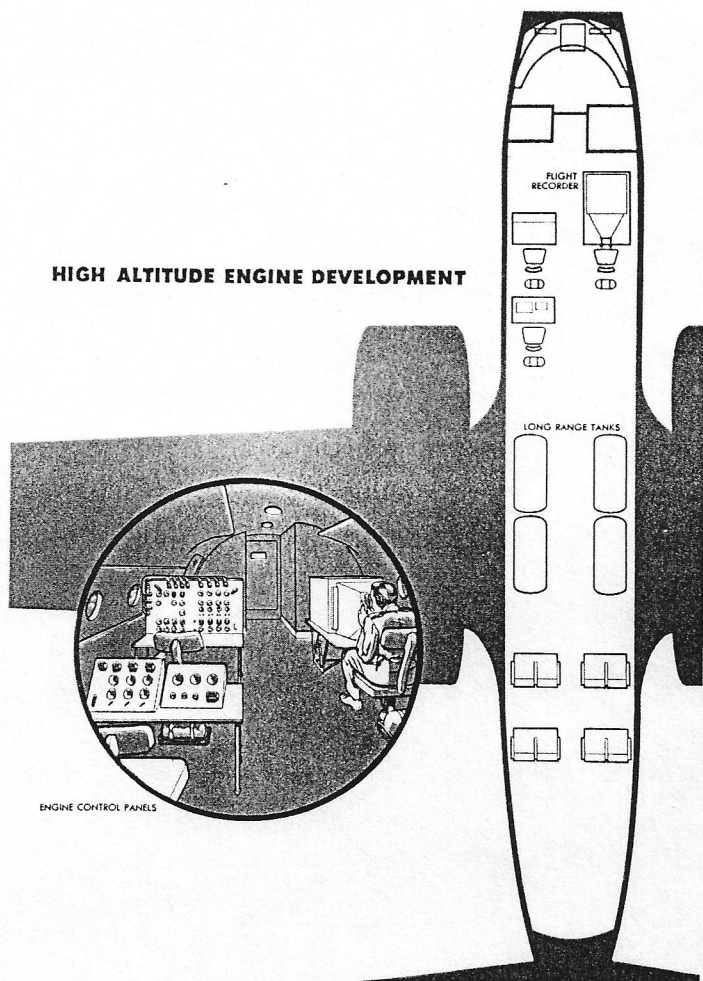 FLIGHT
RECORDER
HIGH ALTITUDE ENGINE DEVELOPMENT
LONG RANGE TANKS
ENGINE CONTROL PANELS